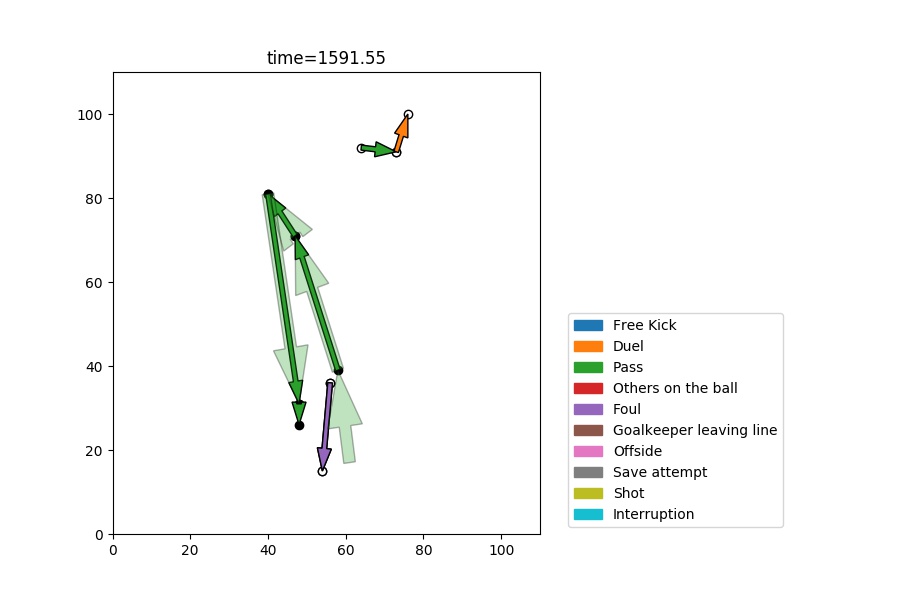 time=1591.55
100
80
60
40
20
0
0 20 40 60 80 100
Free Kick
Duel
Pass
Others on the ball
Foul
Goalkeeper leaving line
Offside
Save attempt
Shot
Interruption